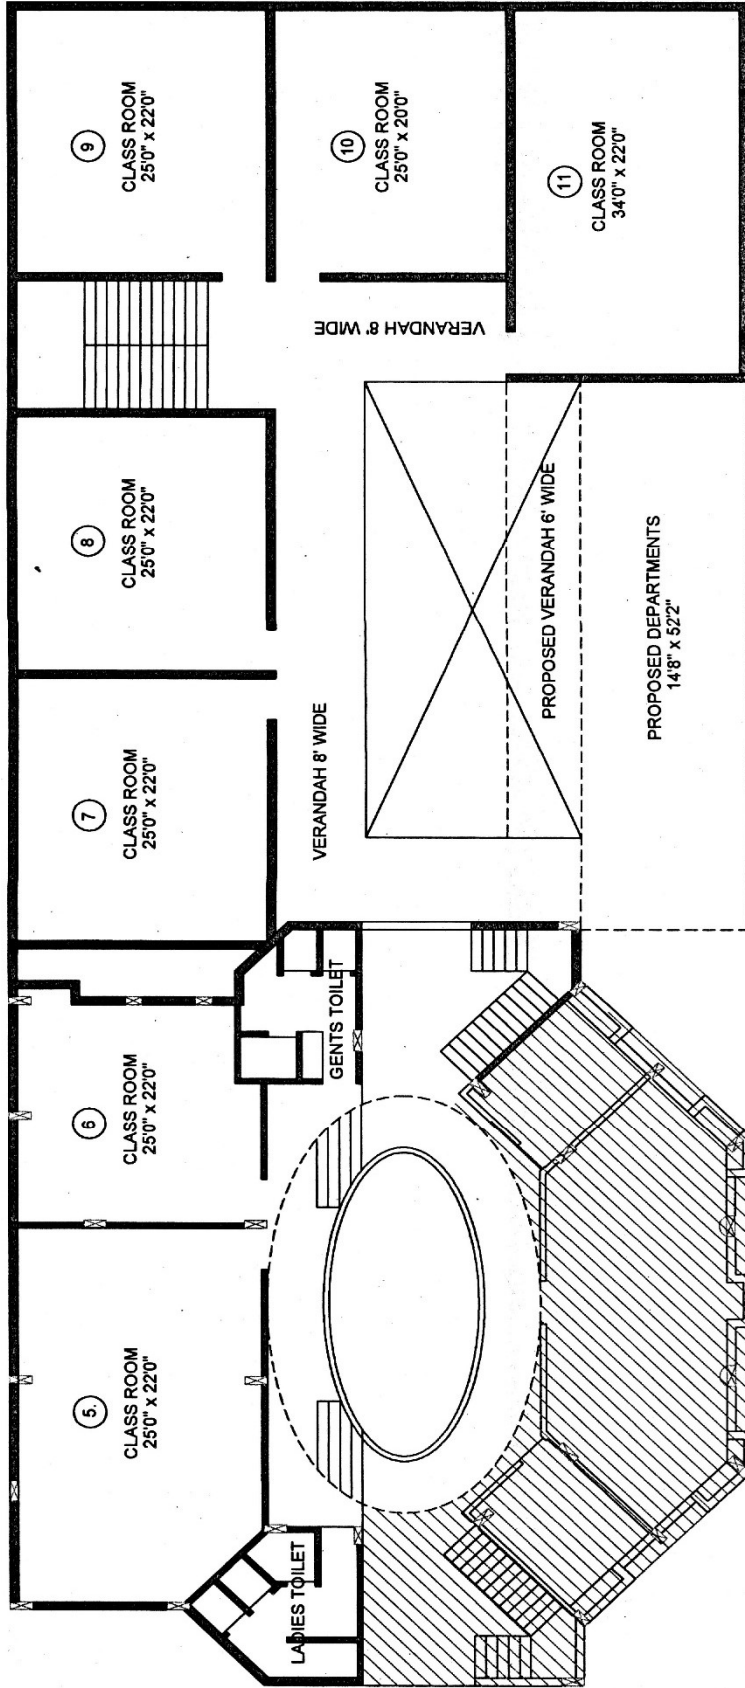 5.
CLASS ROOM
25'0" x 22'0"
6
CLASS ROOM
25'0" x 22'0"
7
CLASS ROOM
25'0" x 22'0"
8
CLASS ROOM
25'0" x 22'0"
9
CLASS ROOM
25'0" x 22'0"
10
CLASS ROOM
25'0" x 20'0"
11
CLASS ROOM
34'0" x 22'0"
LADIES TOILET
GENTS TOILET
VERANDAH 8' WIDE
VERANDAH 8' WIDE
PROPOSED VERANDAH 6' WIDE
PROPOSED DEPARTMENTS
14'8" x 52'2"